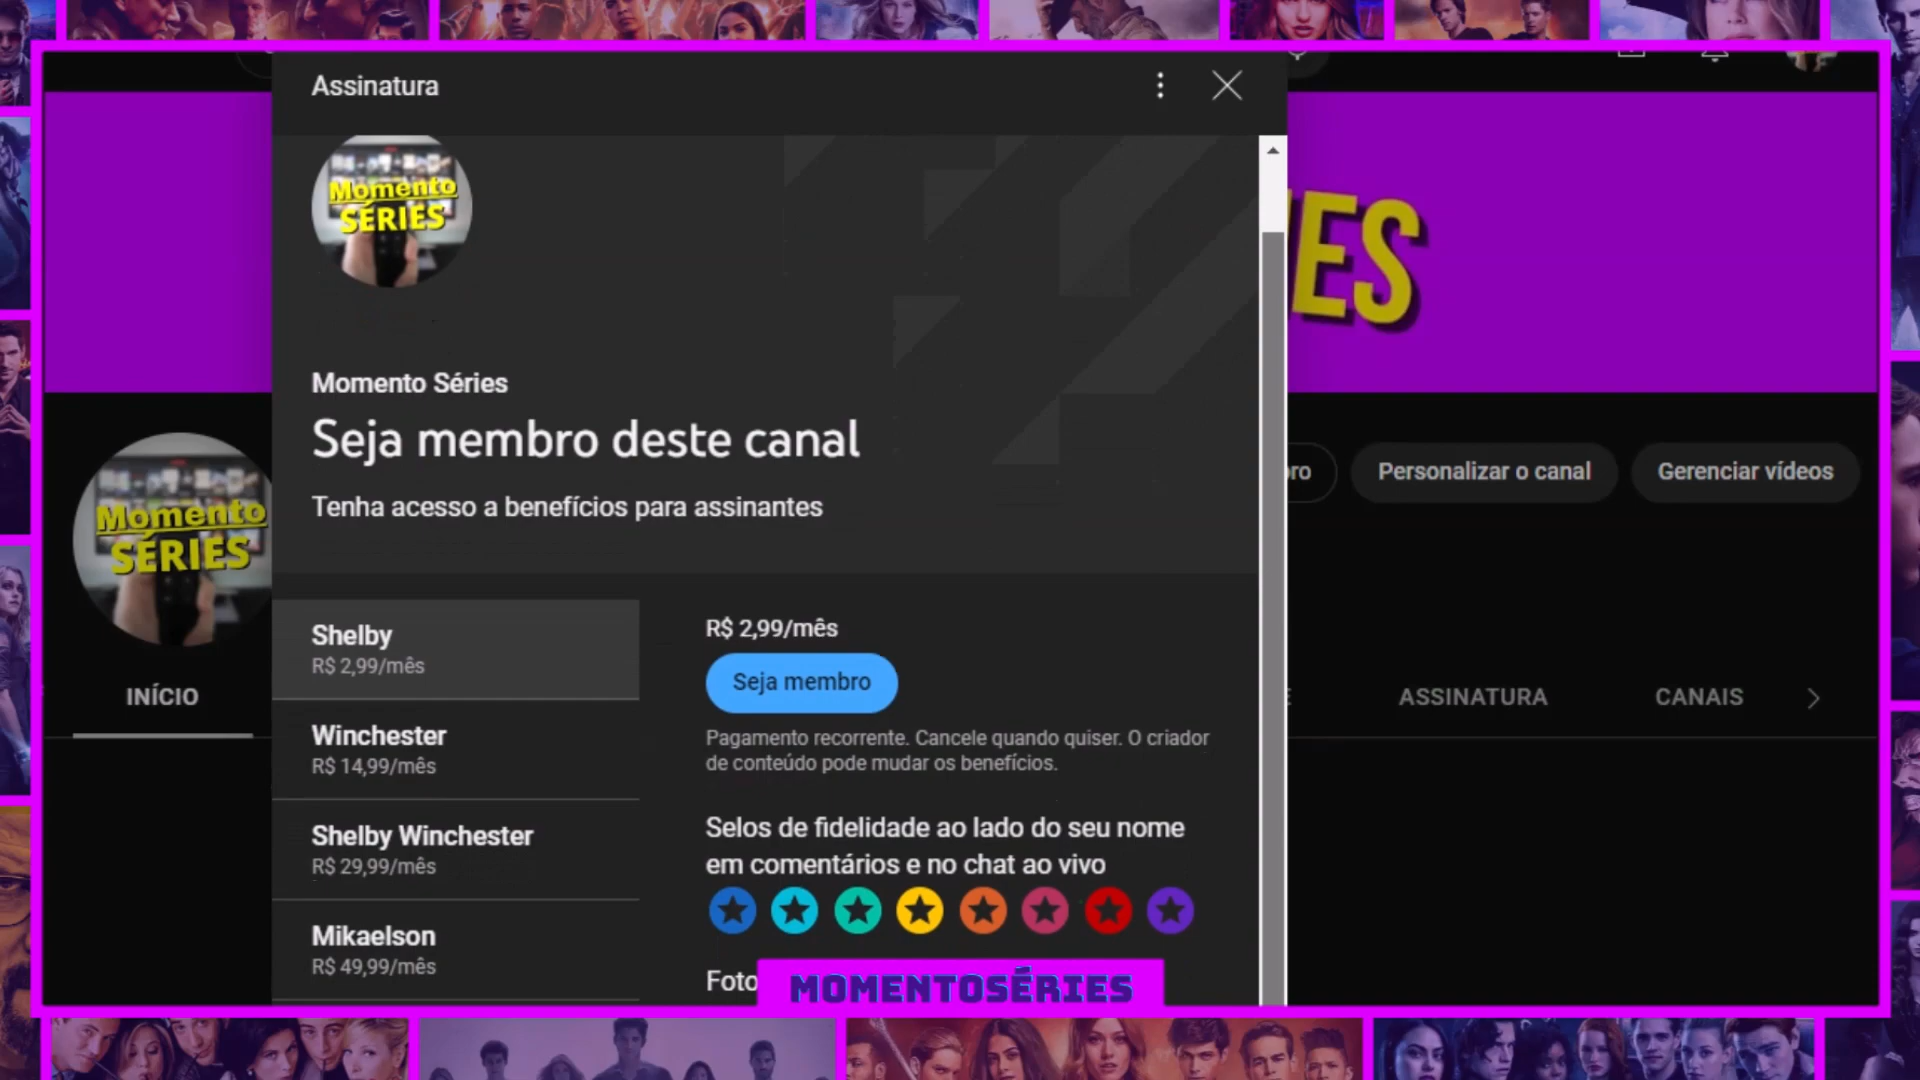 Assinatura
Momento
SÉRIES
IES
Momento Séries
Seja membro deste canal
Tenha acesso a benefícios para assinantes
bro
Personalizar o canal
Gerenciar vídeos
Momento
SÉRIES
INÍCIO
ASSINATURA
CANAIS
Shelby
R$ 2,99/mês
Winchester
R$ 14,99/mês
Shelby Winchester
R$ 29,99/mês
Mikaelson
R$ 49,99/mês
R$ 2,99/mês
Seja membro
Pagamento recorrente. Cancele quando quiser. O criador
de conteúdo pode mudar os benefícios.
Selos de fidelidade ao lado do seu nome
em comentários e no chat ao vivo
Foto
MOMENTOSÉRIES